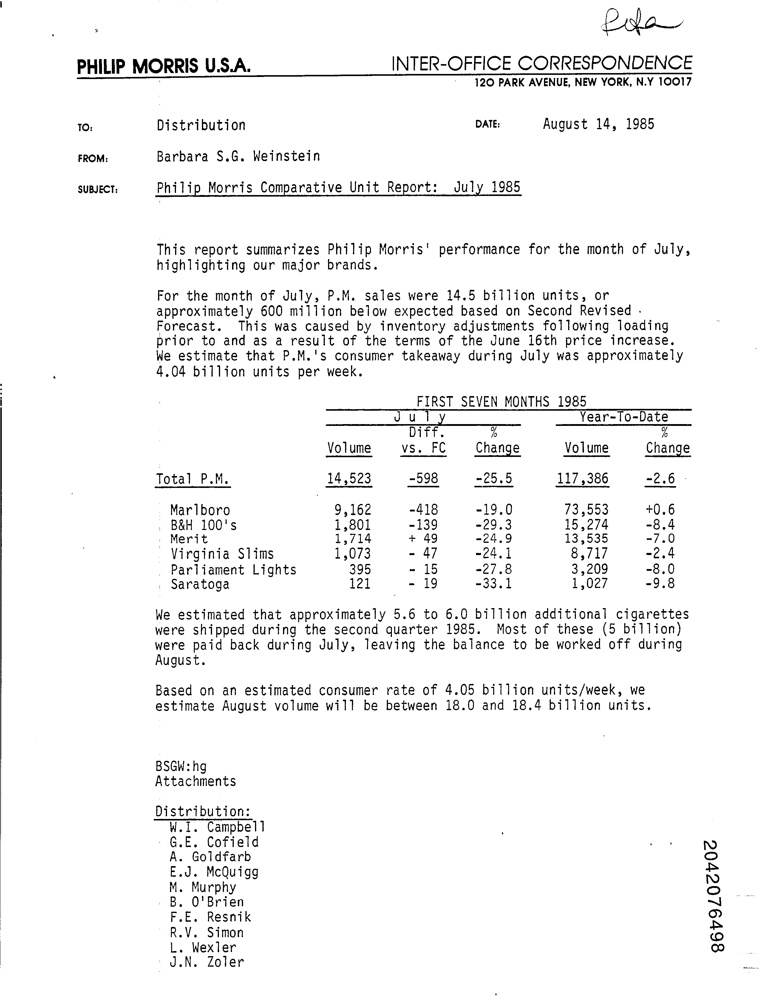 PHILIP MORRIS U.S.A. INTER-OFFICE CORRESPONDENCE
120 PARK AVENUE, NEW YORK, N.Y 10017
TO: Distribution DATE: August 14, 1985
FROM: Barbara S.G. Weinstein
SUBJECT: Philip Morris Comparative Unit Report: July 1985
This report summarizes Philip Morris' performance for the month of July,
highlighting our major brands.
For the month of July, P.M. sales were 14.5 billion units, or
approximately 600 million below expected based on Second Revised
Forecast. This was caused by inventory adjustments following loading
prior to and as a result of the terms of the June 16th price increase.
We estimate that P.M.'s consumer takeaway during July was approximately
4.04 billion units per week.
FIRST SEVEN MONTHS 1985
July Year-To-Date
Diff. % %
Volume vs. FC Change Volume Change
Total P.M. 14,523 -598 -25.5 117,386 -2.6
Marlboro 9,162 -418 -19.0 73,553 +0.6
B&H 100's 1,801 -139 -29.3 15,274 -8.4
Merit 1,714 + 49 -24.9 13,535 -7.0
Virginia Slims 1,073 - 47 -24.1 8,717 -2.4
Parliament Lights 395 - 15 -27.8 3,209 -8.0
Saratoga 121 - 19 -33.1 1,027 -9.8
We estimated that approximately 5.6 to 6.0 billion additional cigarettes
were shipped during the second quarter 1985. Most of these (5 billion)
were paid back during July, leaving the balance to be worked off during
August.
Based on an estimated consumer rate of 4.05 billion units/week, we
estimate August volume will be between 18.0 and 18.4 billion units.
BSGW:hg
Attachments
Distribution:
W.I. Campbell
G.E. Cofield
A. Goldfarb
E.J. McQuigg
M. Murphy
B. O'Brien
F.E. Resnik
R.V. Simon
L. Wexler
J.N. Zoler
2042076498